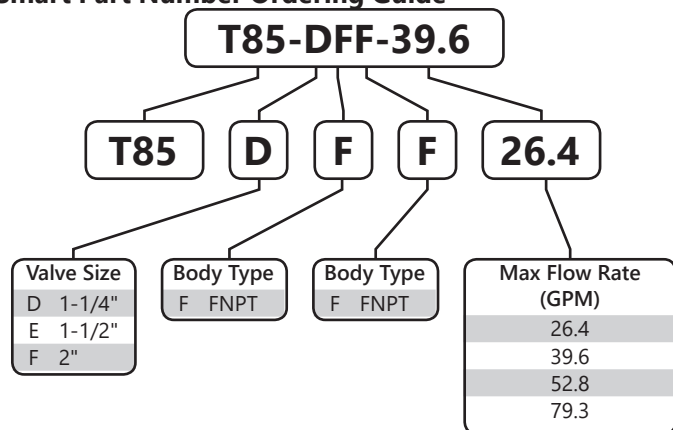 Smart Part Number Ordering Guide
T85-DFF-39.6
T85 D F F 26.4
Valve Size
D 1-1/4"
E 1-1/2"
F 2"
Body Type
F FNPT
Body Type
F FNPT
Max Flow Rate
(GPM)
26.4
39.6
52.8
79.3